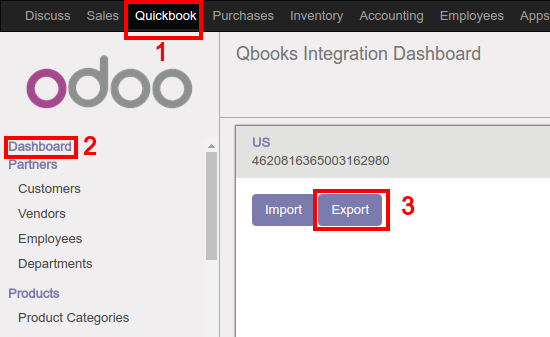 Discuss Sales Quickbook Purchases Inventory Accounting Employees Apps
1
odoo
Qbooks Integration Dashboard
Dashboard 2
Partners
Customers
Vendors
Employees
Departments
Products
Product Categories
US
4620816365003162980
Import Export 3